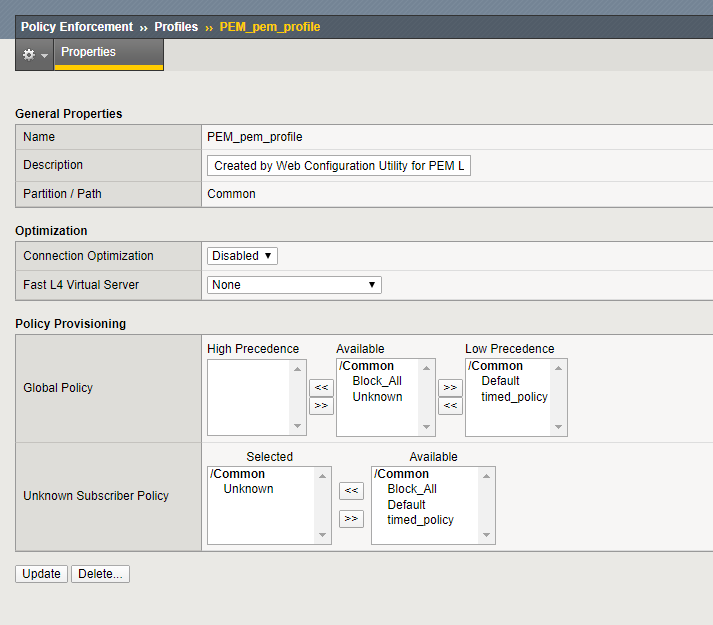 Policy Enforcement ›› Profiles ›› PEM_pem_profile
Properties
General Properties
Name PEM_pem_profile
Description Created by Web Configuration Utility for PEM L
Partition / Path Common
Optimization
Connection Optimization Disabled
Fast L4 Virtual Server None
Policy Provisioning
High Precedence Available Low Precedence
/Common /Common
Block_All Default
Global Policy << >>
Unknown timed_policy
>> <<
Selected Available
/Common /Common
Unknown << Block_All
Unknown Subscriber Policy Default
>> timed_policy
Update Delete...